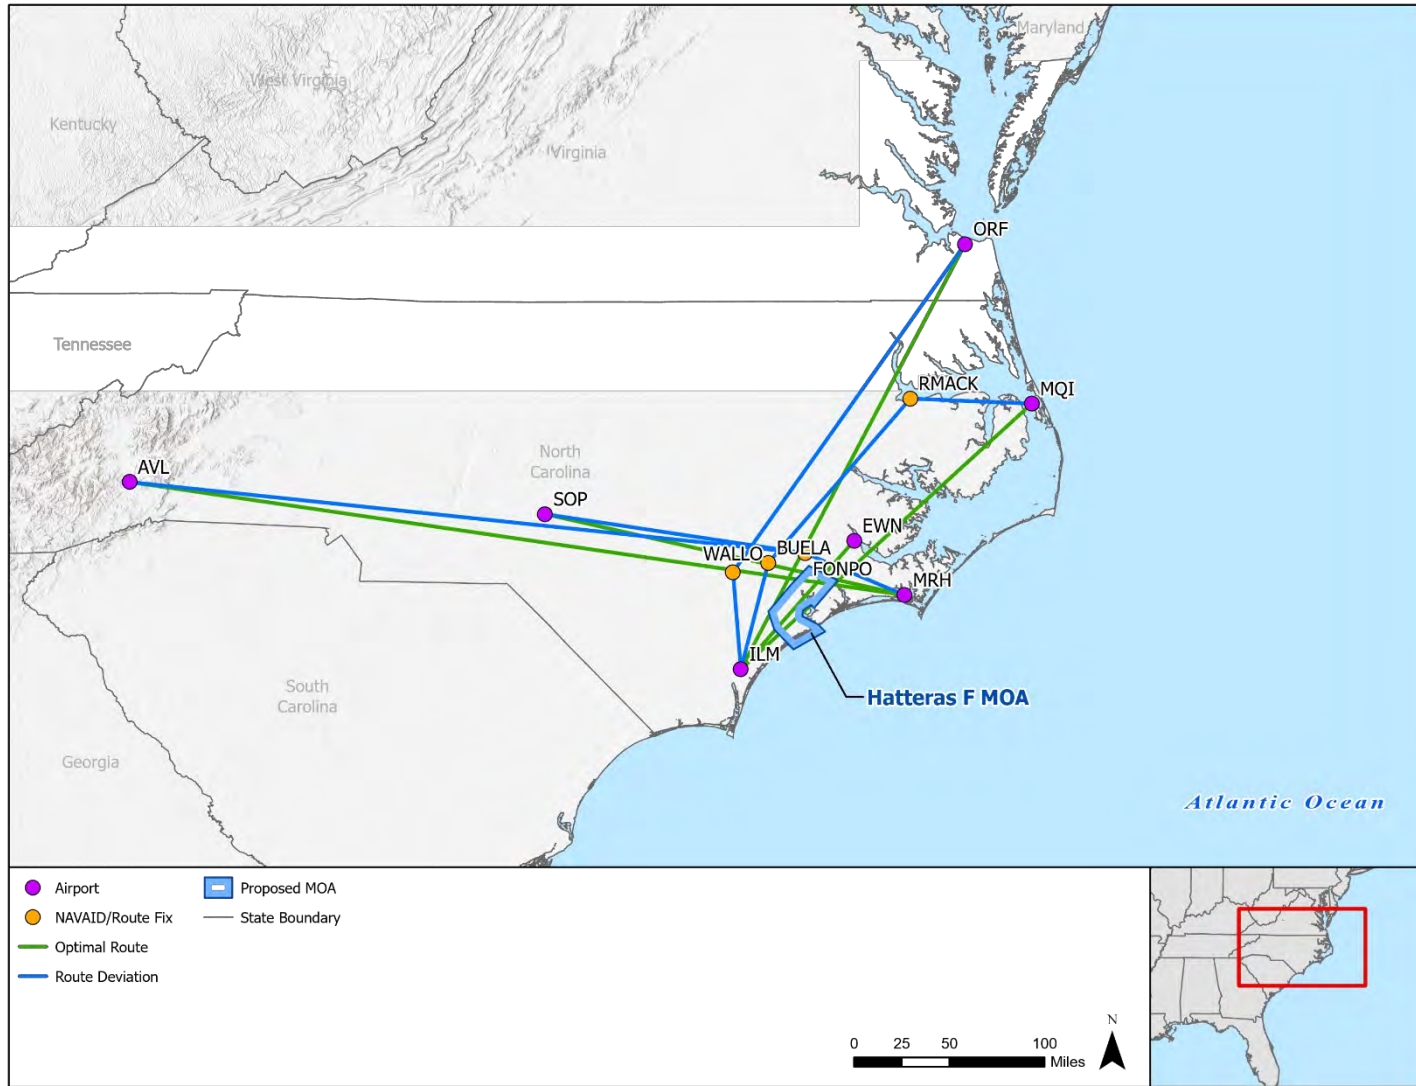 Maryland
West Virginia
Kentucky
Virginia
ORF
Tennessee
RMACK
MQI
AVL
North
Carolina
SOP
EWN
WALLO
BUELA
FONPO
MRH
ILM
South
Carolina
Hatteras F MOA
Georgia
Atlantic Ocean
Airport
Proposed MOA
NAVAID/Route Fix
State Boundary
Optimal Route
Route Deviation
N
0 25 50 100
Miles